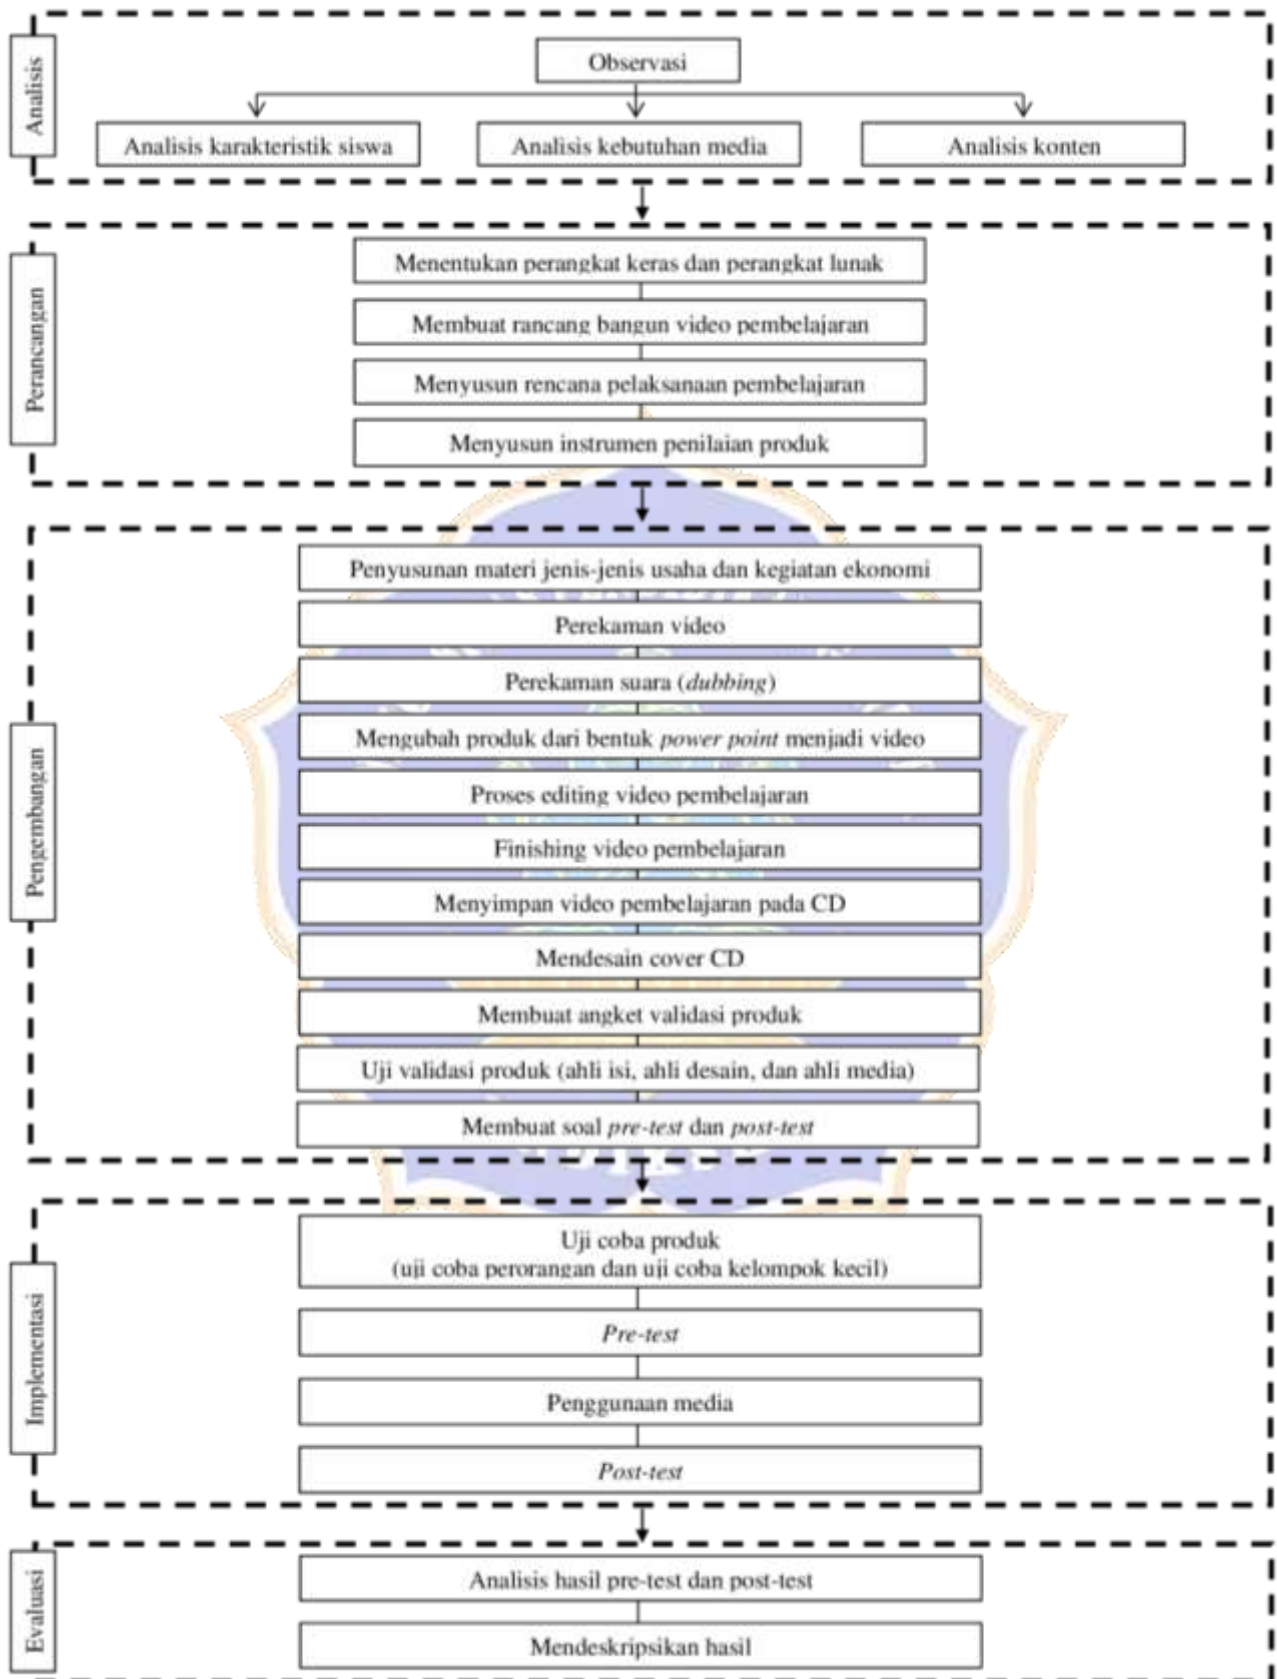 Analisis
Observasi
Analisis karakteristik siswa
Analisis kebutuhan media
Analisis konten
Perancangan
Menentukan perangkat keras dan perangkat lunak
Membuat rancang bangun video pembelajaran
Menyusun rencana pelaksanaan pembelajaran
Menyusun instrumen penilaian produk
Pengembangan
Penyusunan materi jenis-jenis usaha dan kegiatan ekonomi
Perekaman video
Perekaman suara (dubbing)
Mengubah produk dari bentuk power point menjadi video
Proses editing video pembelajaran
Finishing video pembelajaran
Menyimpan video pembelajaran pada CD
Mendesain cover CD
Membuat angket validasi produk
Uji validasi produk (ahli isi, ahli desain, dan ahli media)
Membuat soal pre-test dan post-test
Implementasi
Uji coba produk
(uji coba perorangan dan uji coba kelompok kecil)
Pre-test
Penggunaan media
Post-test
Evaluasi
Analisis hasil pre-test dan post-test
Mendeskripsikan hasil